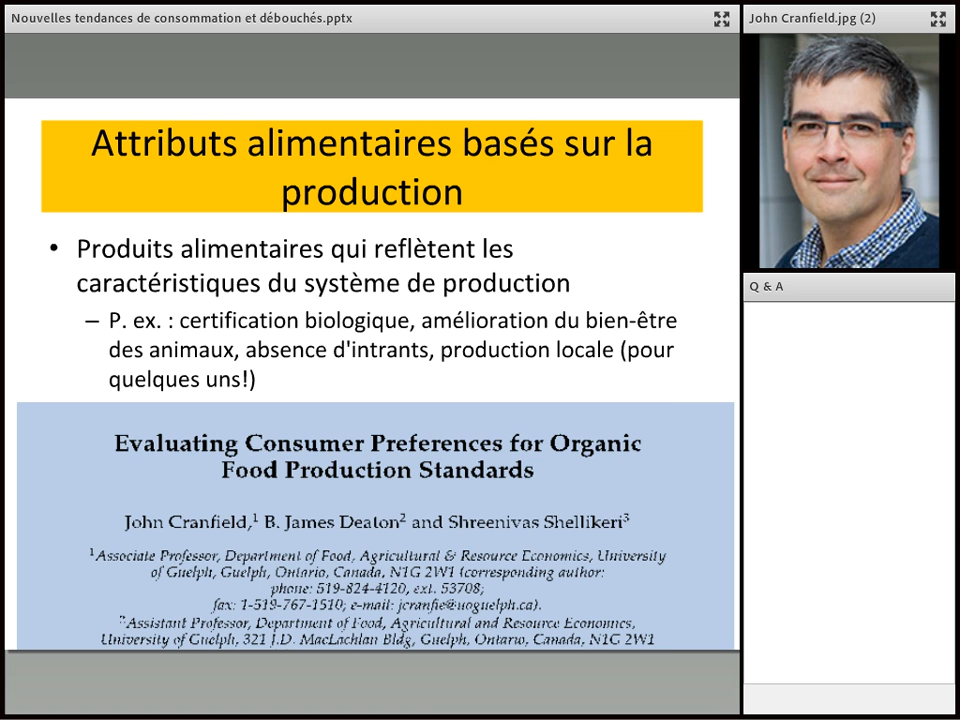 Nouvelles tendances de consommation et débouchés.pptx
John Cranfield.jpg (2)
Attributs alimentaires basés sur la
production
• Produits alimentaires qui reflètent les
caractéristiques du système de production
– P. ex. : certification biologique, amélioration du bien-être
des animaux, absence d'intrants, production locale (pour
quelques uns!)
Evaluating Consumer Preferences for Organic
Food Production Standards
John Cranfield,¹ B. James Deaton² and Shreenivas Shellikeri³
¹Associate Professor, Department of Food, Agricultural & Resource Economics, University
of Guelph, Guelph, Ontario, Canada, N1G 2W1 (corresponding author:
phone: 519-824-4120, ext. 53708;
fax: 1-519-767-1510; e-mail: jcranfie@uoguelph.ca).
²Assistant Professor, Department of Food, Agricultural and Resource Economics,
University of Guelph, 321 J.D. MacLachlan Bldg, Guelph, Ontario, Canada, N1G 2W1
Q & A